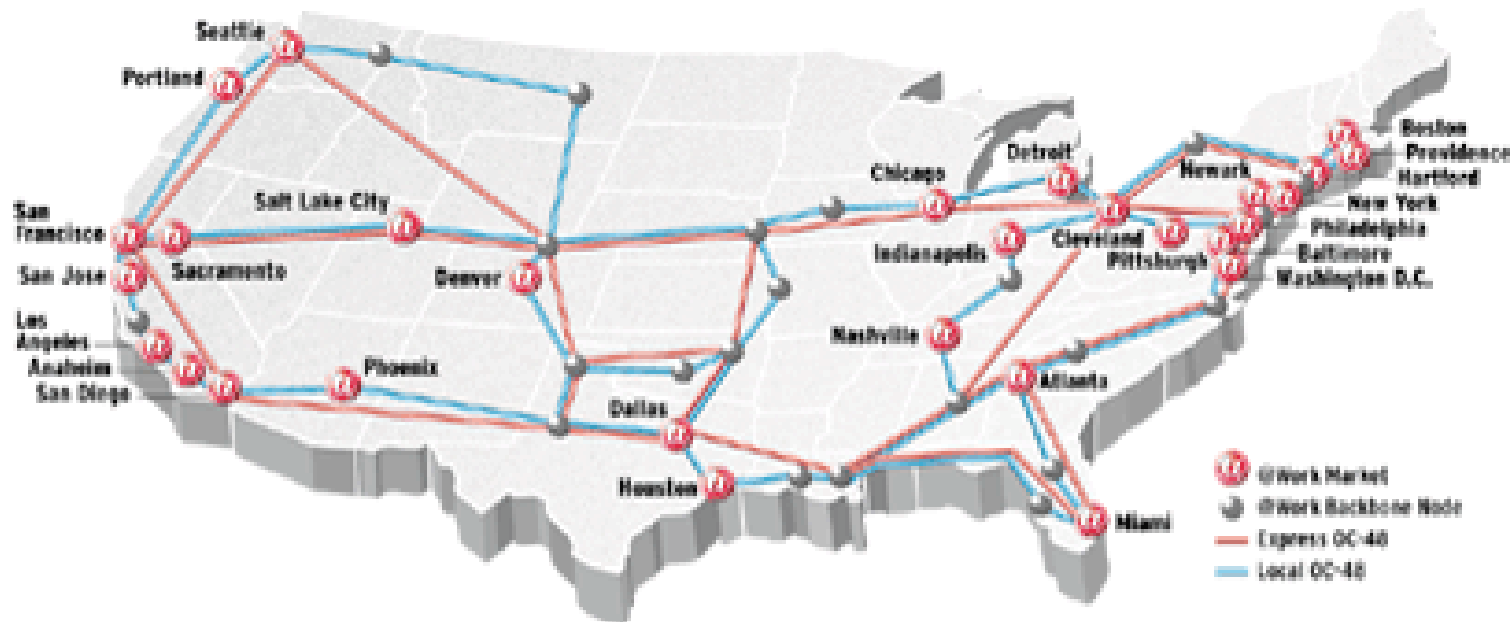 Seattle
Portland
San
Francisco
Sacramento
Salt Lake City
San Jose
Los
Angeles
Anaheim
San Diego
Phoenix
Denver
Dallas
Houston
Chicago
Detroit
Indianapolis
Cleveland
Pittsburgh
Nashville
Atlanta
Miami
Newark
Boston
Providence
Hartford
New York
Philadelphia
Baltimore
Washington D.C.
@Work Market
@Work Backbone Node
Express OC-48
Local OC-48